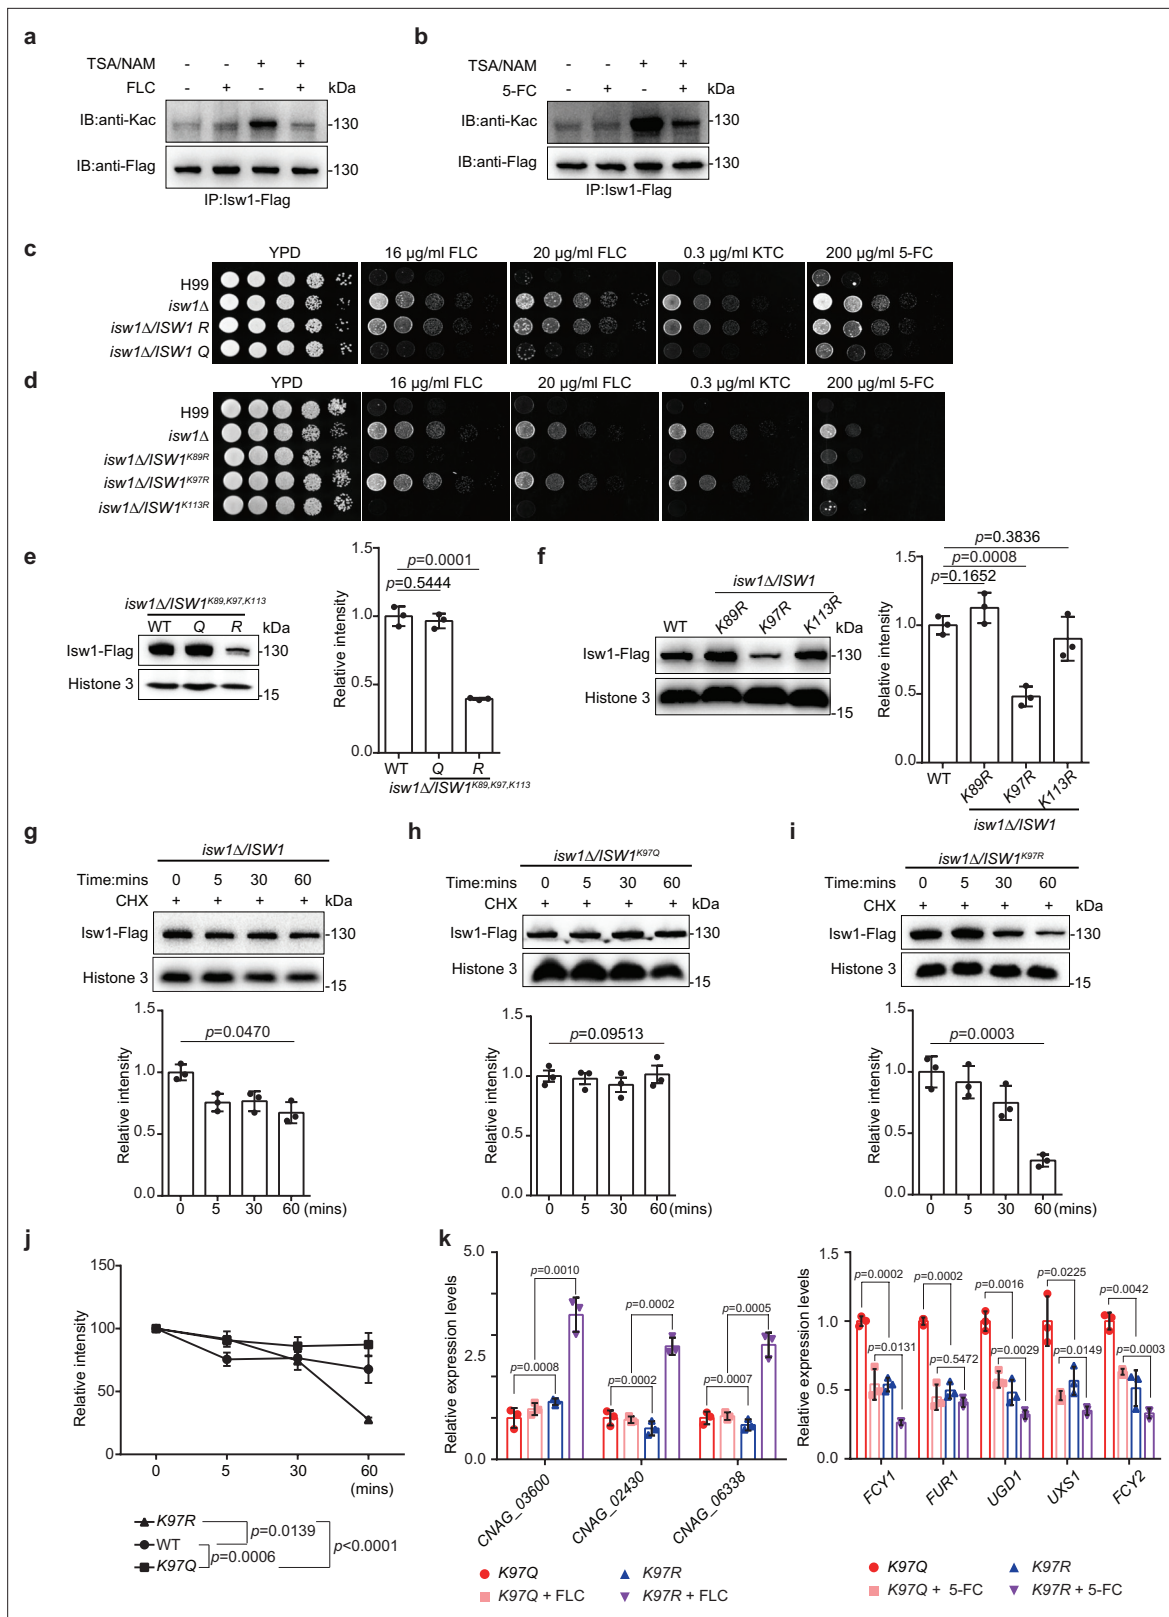 a
TSA/NAM - - + +
FLC - + - + kDa
IB:anti-Kac -130
IB:anti-Flag -130
IP:Isw1-Flag
b
TSA/NAM - - + +
5-FC - + - + kDa
IB:anti-Kac -130
IB:anti-Flag -130
IP:Isw1-Flag
c
YPD 16 µg/ml FLC 20 µg/ml FLC 0.3 µg/ml KTC 200 µg/ml 5-FC
H99
isw1Δ
isw1Δ/ISW1 R
isw1Δ/ISW1 Q
d
YPD 16 µg/ml FLC 20 µg/ml FLC 0.3 µg/ml KTC 200 µg/ml 5-FC
H99
isw1Δ
isw1Δ/ISW1K89R
isw1Δ/ISW1K97R
isw1Δ/ISW1K113R
e
isw1Δ/ISW1K89,K97,K113
WT Q R kDa
Isw1-Flag -130
Histone 3 -15
Relative intensity
1.5
1.0
0.5
0.0
p=0.0001
p=0.5444
WT Q R
isw1Δ/ISW1K89,K97,K113
f
isw1Δ/ISW1
WT K89R K97R K113R kDa
Isw1-Flag -130
Histone 3 -15
Relative intensity
1.5
1.0
0.5
0.0
p=0.3836
p=0.0008
p=0.1652
WT K89R K97R K113R
isw1Δ/ISW1
g
isw1Δ/ISW1
Time:mins 0 5 30 60
CHX + + + + kDa
Isw1-Flag -130
Histone 3 -15
Relative intensity
1.5
1.0
0.5
0.0
p=0.0470
0 5 30 60 (mins)
h
isw1Δ/ISW1K97Q
Time:mins 0 5 30 60
CHX + + + + kDa
Isw1-Flag -130
Histone 3 -15
Relative intensity
1.5
1.0
0.5
0.0
p=0.09513
0 5 30 60 (mins)
i
isw1Δ/ISW1K97R
Time:mins 0 5 30 60
CHX + + + + kDa
Isw1-Flag -130
Histone 3 -15
Relative intensity
1.5
1.0
0.5
0.0
p=0.0003
0 5 30 60 (mins)
j
Relative intensity
150
100
50
0
0 5 30 60
(mins)
K97R
WT
K97Q
p=0.0139
p=0.0006
p<0.0001
k
Relative expression levels
5.0
2.5
0.0
p=0.0010
p=0.0008
p=0.0002
p=0.0002
p=0.0005
p=0.0007
CNAG_03600 CNAG_02430 CNAG_06338
K97Q K97R
K97Q + FLC K97R + FLC
Relative expression levels
1.5
1.0
0.5
0.0
p=0.0002
p=0.0131
p=0.0002
p=0.5472
p=0.0016
p=0.0029
p=0.0225
p=0.0149
p=0.0042
p=0.0003
FCY1 FUR1 UGD1 UXS1 FCY2
K97Q K97R
K97Q + 5-FC K97R + 5-FC